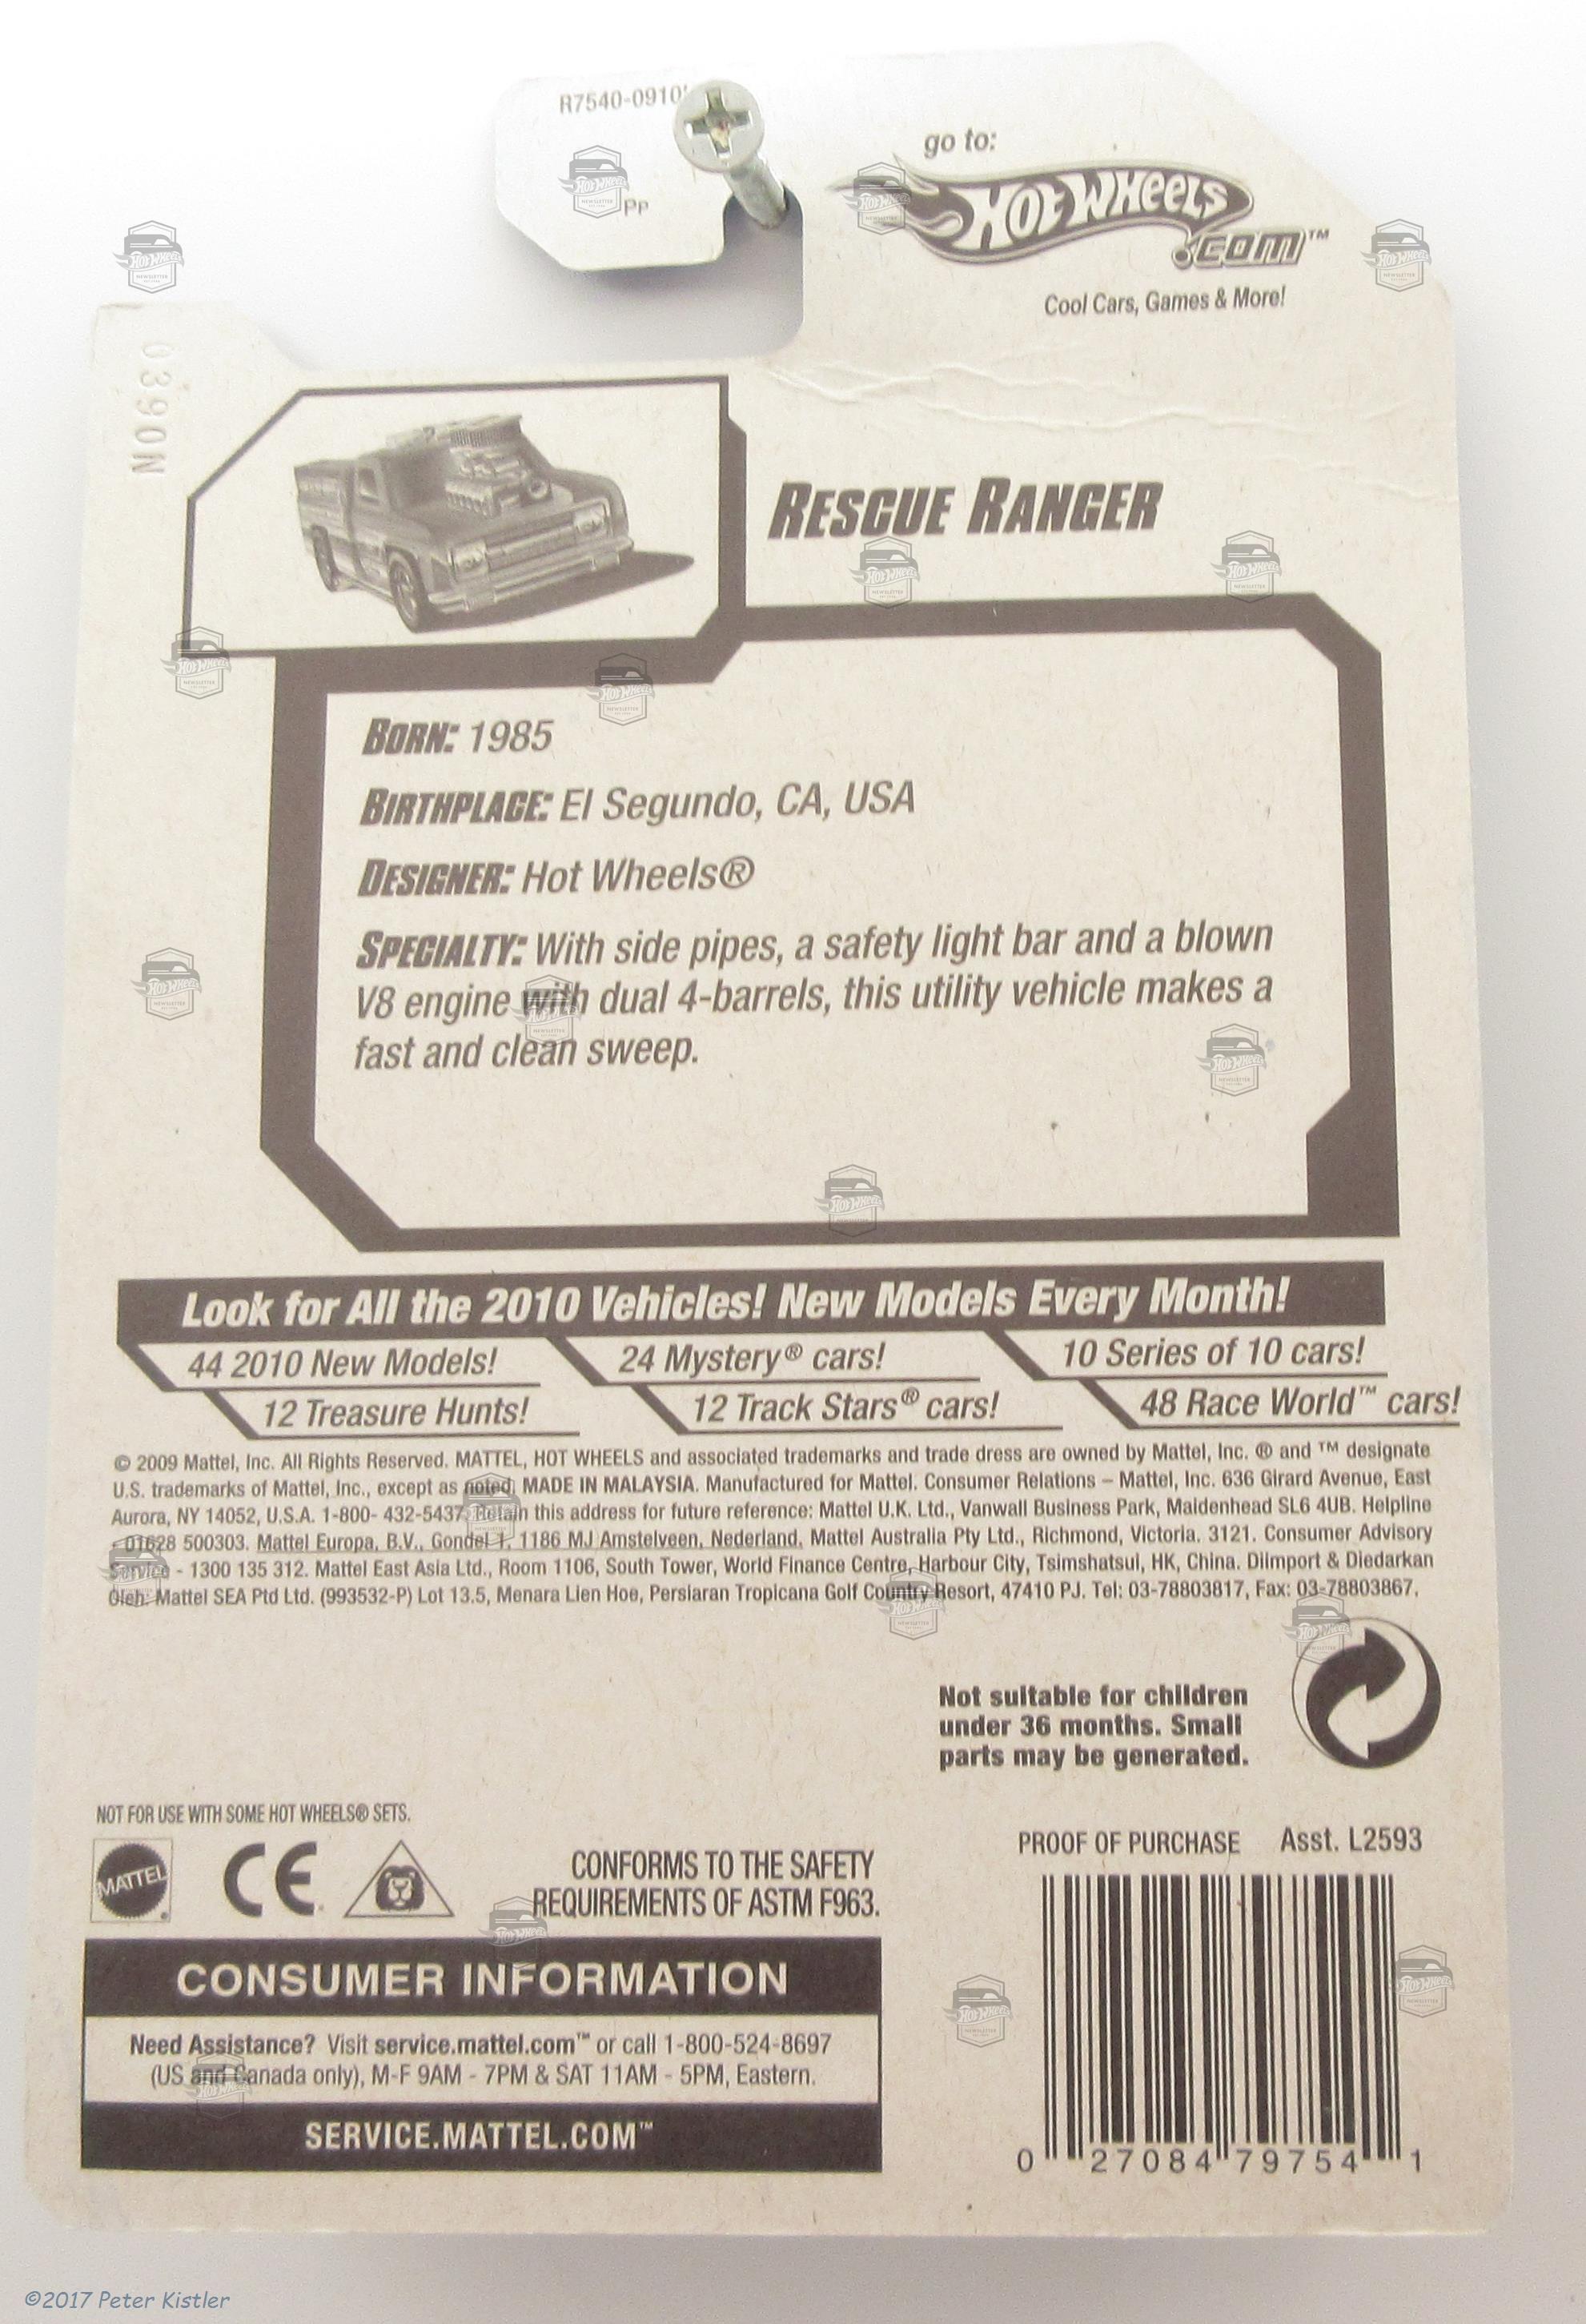 R7540-0910
Pp
go to:
HOT WHEELS
.COM™
Cool Cars, Games & More!
0390N
RESCUE RANGER
BORN: 1985
BIRTHPLACE: El Segundo, CA, USA
DESIGNER: Hot Wheels®
SPECIALTY: With side pipes, a safety light bar and a blown
V8 engine with dual 4-barrels, this utility vehicle makes a
fast and clean sweep.
Look for All the 2010 Vehicles! New Models Every Month!
44 2010 New Models! 24 Mystery® cars! 10 Series of 10 cars!
12 Treasure Hunts! 12 Track Stars® cars! 48 Race World™ cars!
© 2009 Mattel, Inc. All Rights Reserved. MATTEL, HOT WHEELS and associated trademarks and trade dress are owned by Mattel, Inc. ® and ™ designate
U.S. trademarks of Mattel, Inc., except as noted. MADE IN MALAYSIA. Manufactured for Mattel. Consumer Relations – Mattel, Inc. 636 Girard Avenue, East
Aurora, NY 14052, U.S.A. 1-800- 432-5437. Retain this address for future reference: Mattel U.K. Ltd., Vanwall Business Park, Maidenhead SL6 4UB. Helpline
- 01628 500303. Mattel Europa, B.V., Gondel 1, 1186 MJ Amstelveen, Nederland. Mattel Australia Pty Ltd., Richmond, Victoria. 3121. Consumer Advisory
Service - 1300 135 312. Mattel East Asia Ltd., Room 1106, South Tower, World Finance Centre, Harbour City, Tsimshatsui, HK, China. Diimport & Diedarkan
Oleh: Mattel SEA Ptd Ltd. (993532-P) Lot 13.5, Menara Lien Hoe, Persiaran Tropicana Golf Country Resort, 47410 PJ. Tel: 03-78803817, Fax: 03-78803867.
Not suitable for children
under 36 months. Small
parts may be generated.
NOT FOR USE WITH SOME HOT WHEELS® SETS.
MATTEL
CE
CONFORMS TO THE SAFETY
REQUIREMENTS OF ASTM F963.
PROOF OF PURCHASE Asst. L2593
CONSUMER INFORMATION
Need Assistance? Visit service.mattel.com™ or call 1-800-524-8697
(US and Canada only), M-F 9AM - 7PM & SAT 11AM - 5PM, Eastern.
SERVICE.MATTEL.COM™
0 27084 79754 1
©2017 Peter Kistler